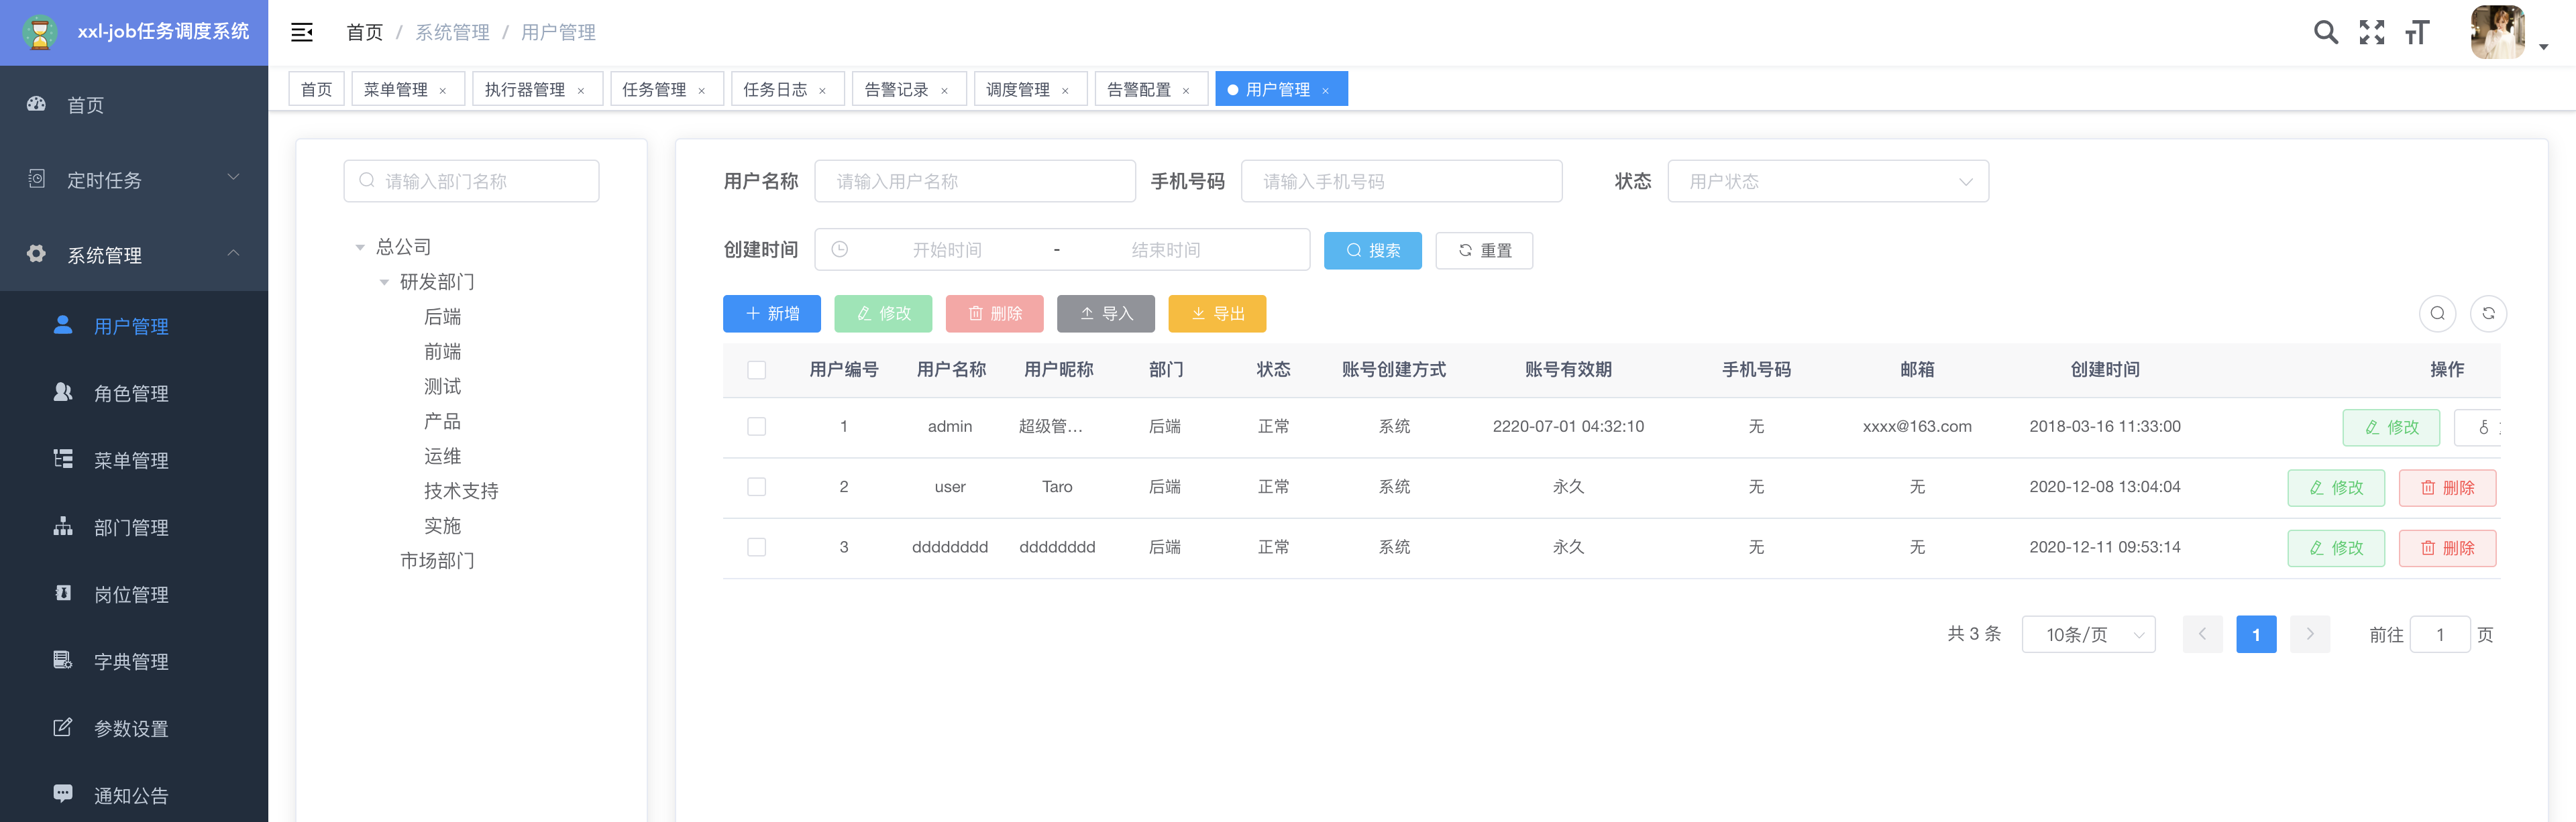 xxl-job任务调度系统
首页 / 系统管理 / 用户管理
首页
定时任务
系统管理
用户管理
角色管理
菜单管理
部门管理
岗位管理
字典管理
参数设置
通知公告
首页 菜单管理 × 执行器管理 × 任务管理 × 任务日志 × 告警记录 × 调度管理 × 告警配置 × 用户管理 ×
请输入部门名称
总公司
研发部门
后端
前端
测试
产品
运维
技术支持
实施
市场部门
用户名称 请输入用户名称 手机号码 请输入手机号码 状态 用户状态
创建时间 开始时间 - 结束时间 搜索 重置
新增 修改 删除 导入 导出
用户编号 用户名称 用户昵称 部门 状态 账号创建方式 账号有效期 手机号码 邮箱 创建时间 操作
1 admin 超级管... 后端 正常 系统 2220-07-01 04:32:10 无 xxxx@163.com 2018-03-16 11:33:00 修改
2 user Taro 后端 正常 系统 永久 无 无 2020-12-08 13:04:04 修改 删除
3 dddddddd dddddddd 后端 正常 系统 永久 无 无 2020-12-11 09:53:14 修改 删除
共 3 条 10条/页 1 前往 1 页